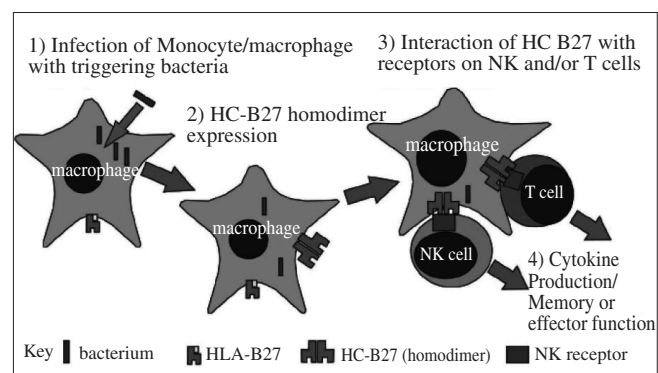 1) Infection of Monocyte/macrophage
with triggering bacteria
macrophage
2) HC-B27 homodimer
expression
macrophage
3) Interaction of HC B27 with
receptors on NK and/or T cells
macrophage
T cell
NK cell
4) Cytokine
Production/
Memory or
effector function
Key bacterium HLA-B27 HC-B27 (homodimer) NK receptor